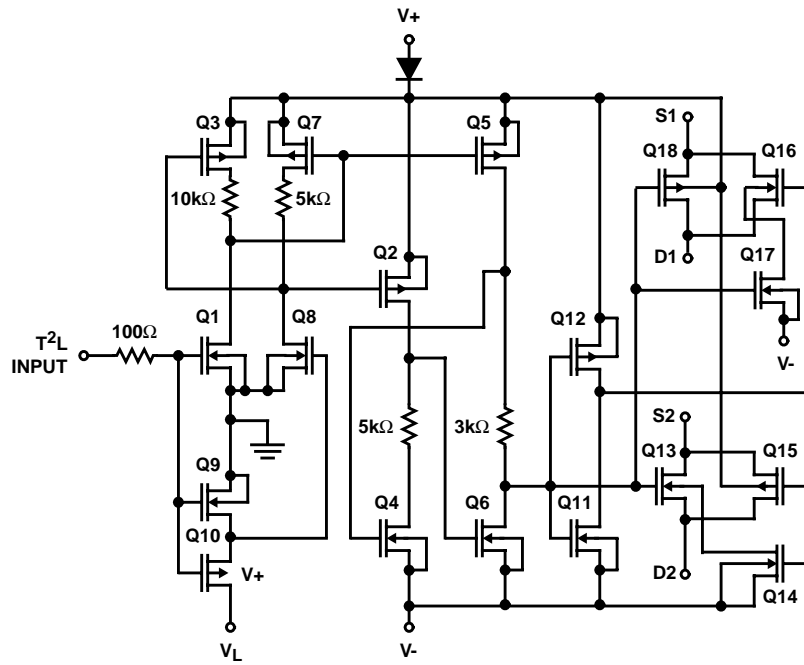 V+
S1
Q3
Q7
Q5
Q18
Q16
10kΩ
5kΩ
Q2
D1
Q17
Q1
Q8
Q12
T²L
INPUT
100Ω
V-
S2
5kΩ
3kΩ
Q13
Q15
Q9
Q4
Q6
Q11
Q10
V+
D2
Q14
VL
V-